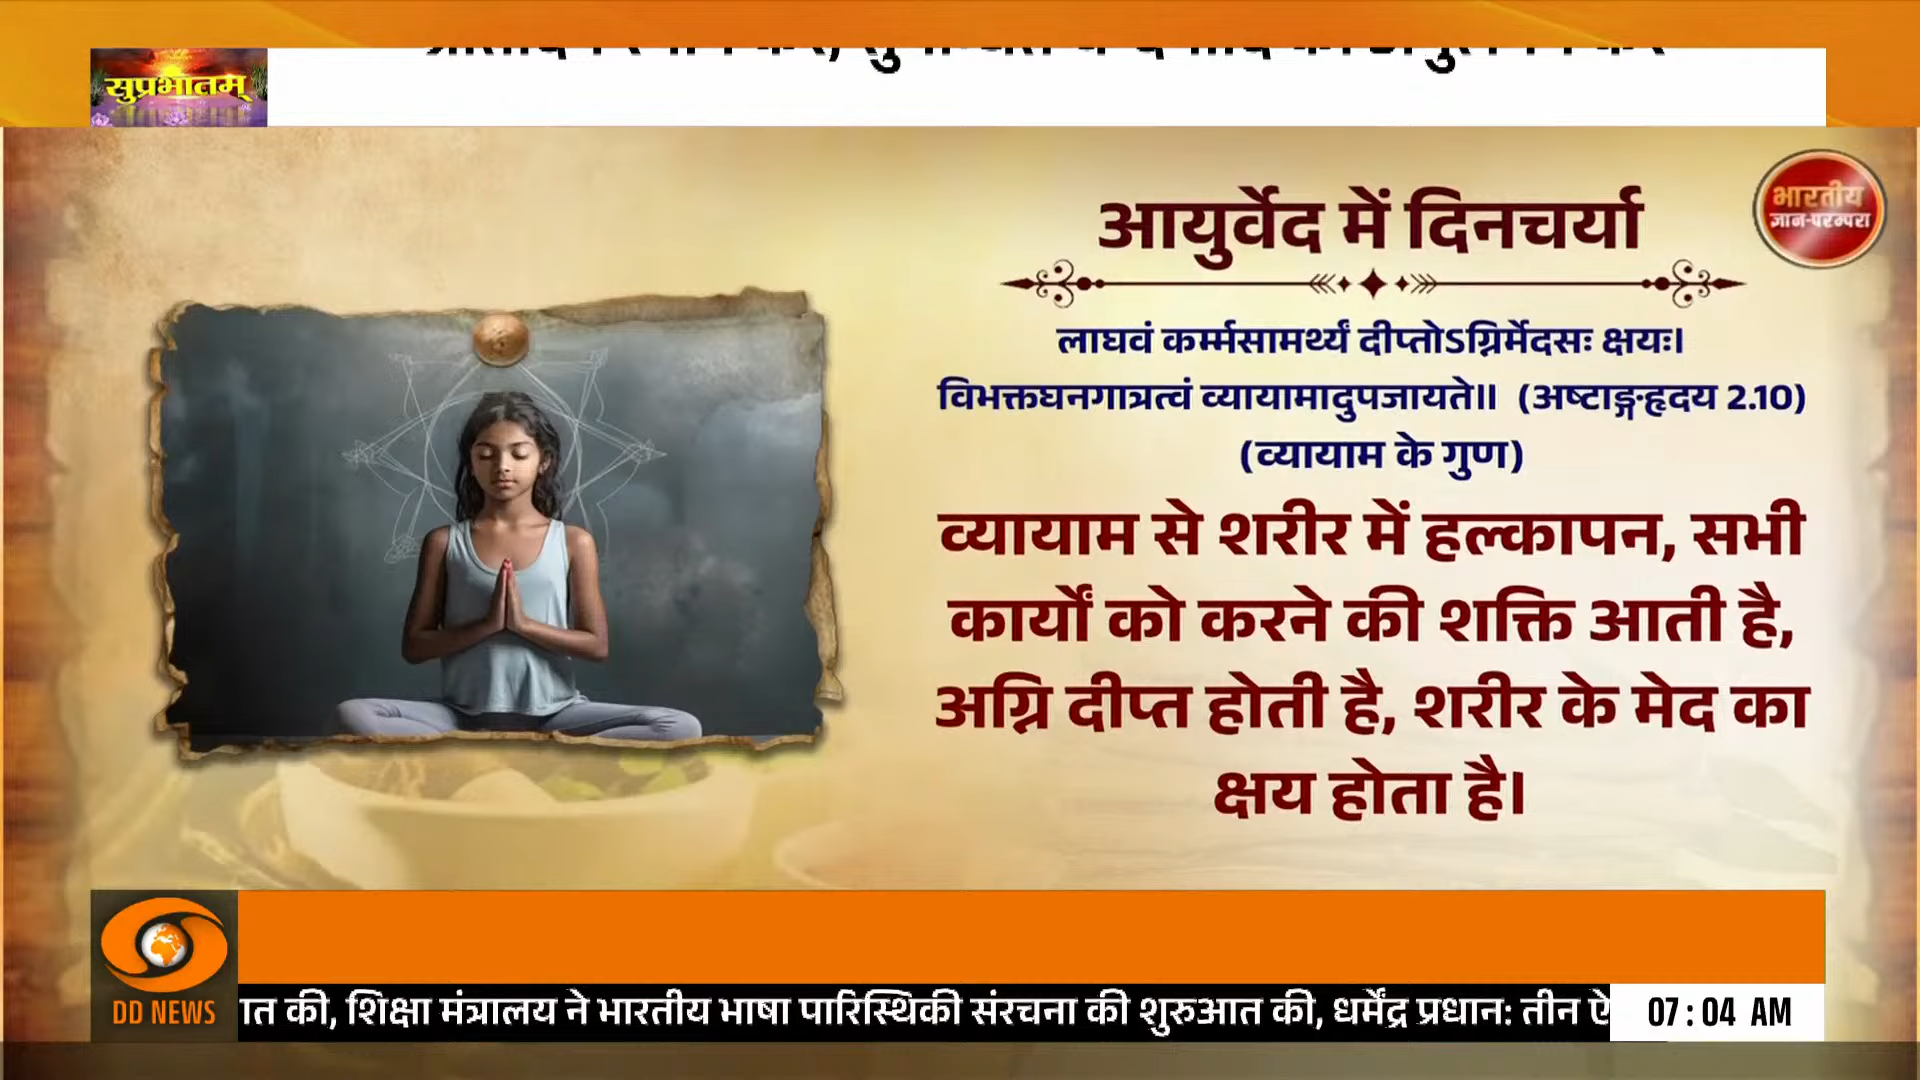 सुप्रभातम्
भारतीय
ज्ञान-परम्परा
आयुर्वेद में दिनचर्या
लाघवं कर्म्मसामर्थ्यं दीप्तोऽग्निर्मेदसः क्षयः।
विभक्तघनगात्रत्वं व्यायामादुपजायते॥ (अष्टाङ्गहृदय 2.10)
(व्यायाम के गुण)
व्यायाम से शरीर में हल्कापन, सभी
कार्यों को करने की शक्ति आती है,
अग्नि दीप्त होती है, शरीर के मेद का
क्षय होता है।
DD NEWS
की, शिक्षा मंत्रालय ने भारतीय भाषा पारिस्थिकी संरचना की शुरुआत की, धर्मेंद्र प्रधान: तीन
07:04 AM